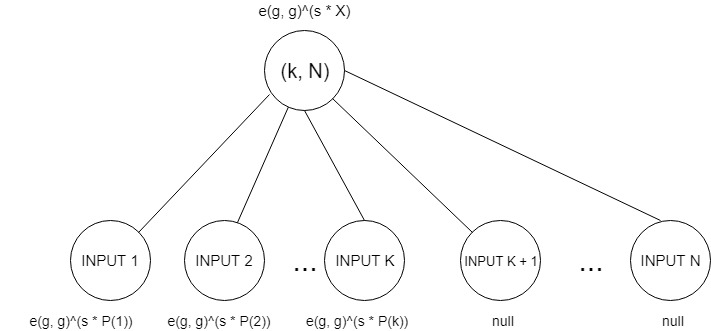 e(g, g)^(s * X)
(k, N)
INPUT 1
INPUT 2
...
INPUT K
INPUT K + 1
...
INPUT N
e(g, g)^(s * P(1))
e(g, g)^(s * P(2))
e(g, g)^(s * P(k))
null
null